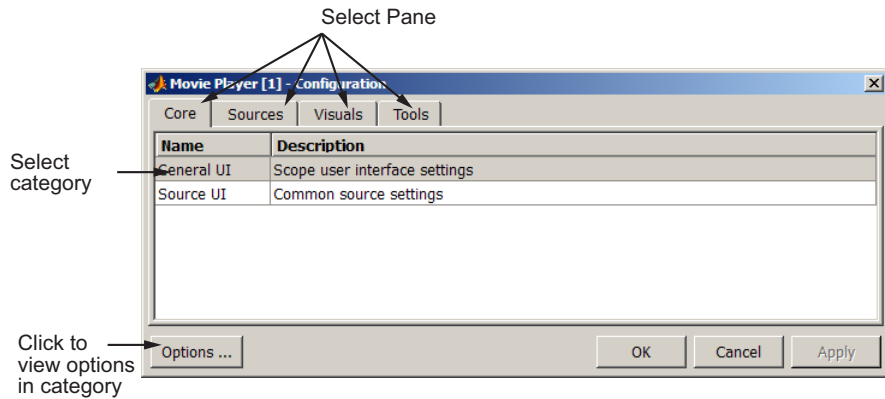 Select Pane
Movie Player [1] - Configuration
Core Sources Visuals Tools
Name Description
General UI Scope user interface settings
Source UI Common source settings
Select
category
Options ... OK Cancel Apply
Click to
view options
in category